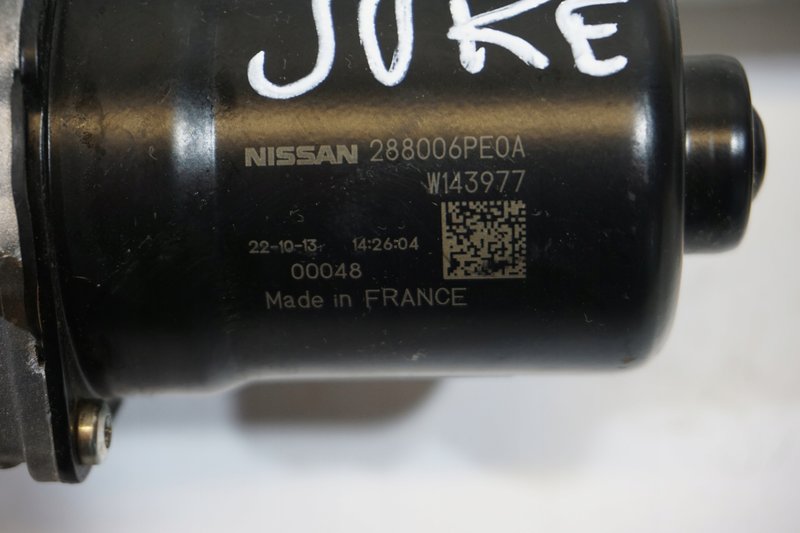 JUKE
NISSAN 288006PE0A
W143977
22-10-13 14:26:04
00048
Made in FRANCE